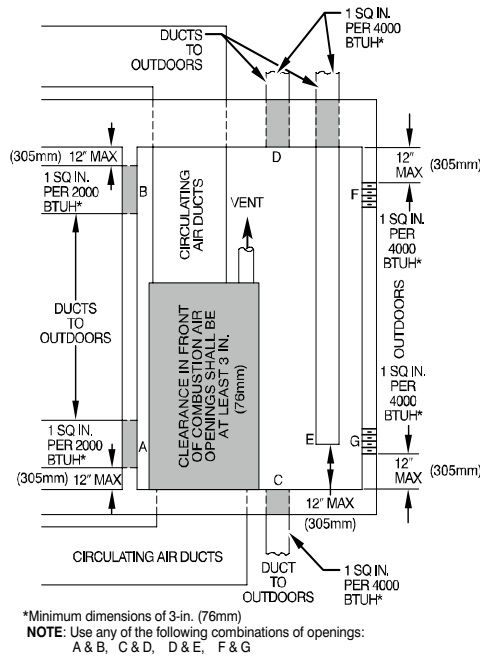 DUCTS
TO
OUTDOORS
1 SQ IN.
PER 4000
BTUH*
(305mm) 12" MAX
1 SQ IN.
PER 2000
BTUH*
B
CIRCULATING
AIR DUCTS
VENT
D
12"
MAX
(305mm)
F
1 SQ IN.
PER
4000
BTUH*
DUCTS
TO
OUTDOORS
OUTDOORS
CLEARANCE IN FRONT
OF COMBUSTION AIR
OPENINGS SHALL BE
AT LEAST 3 IN.
(76mm)
1 SQ IN.
PER
4000
BTUH*
1 SQ IN.
PER 2000
BTUH*
A
E
G
(305mm) 12" MAX
C
12"
MAX
(305mm)
12" MAX
(305mm)
CIRCULATING AIR DUCTS
DUCT
TO
OUTDOORS
1 SQ IN.
PER 4000
BTUH*
*Minimum dimensions of 3-in. (76mm)
NOTE: Use any of the following combinations of openings:
A & B, C & D, D & E, F & G